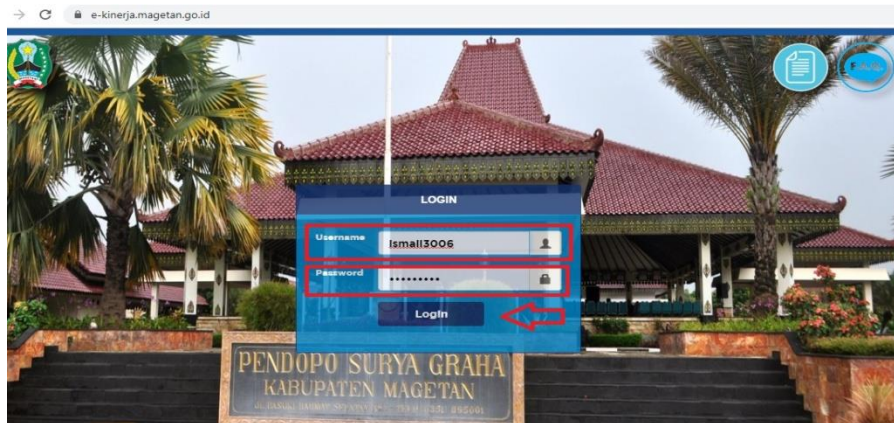 e-kinerja.magetan.go.id
LOGIN
Username
Ismail3006
Password
•••••••••
Login
PENDOPO SURYA GRAHA
KABUPATEN MAGETAN